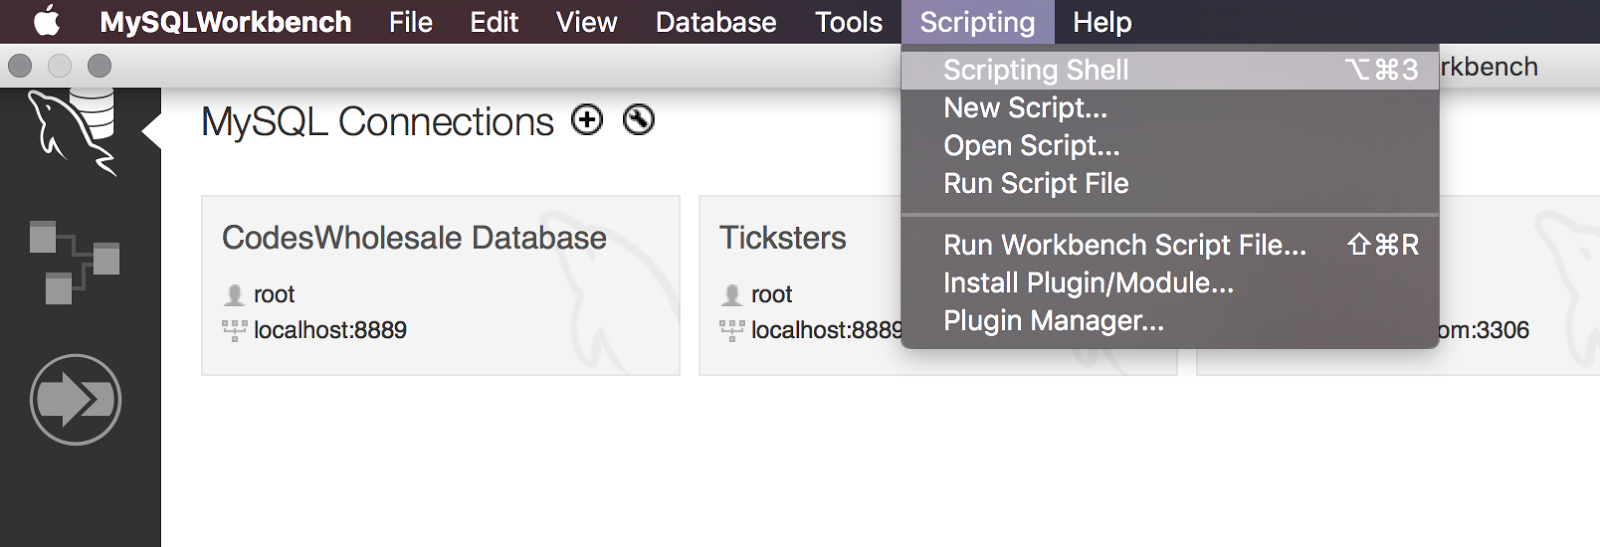 MySQLWorkbench File Edit View Database Tools Scripting Help
rkbench
Scripting Shell ⌥⌘3
New Script...
Open Script...
Run Script File
Run Workbench Script File... ⇧⌘R
Install Plugin/Module...
Plugin Manager...
MySQL Connections
CodesWholesale Database
root
localhost:8889
Ticksters
root
localhost:8889
om:3306